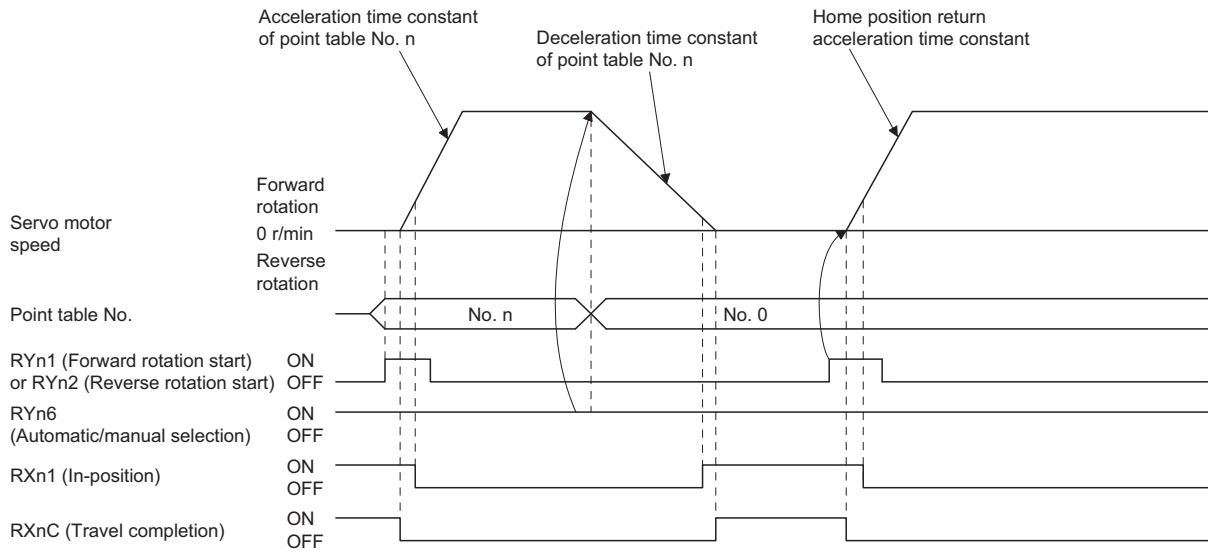 Acceleration time constant
of point table No. n
Deceleration time constant
of point table No. n
Home position return
acceleration time constant
Servo motor
speed
Forward
rotation
0 r/min
Reverse
rotation
Point table No.
No. n
No. 0
RYn1 (Forward rotation start)
or RYn2 (Reverse rotation start)
ON
OFF
RYn6
(Automatic/manual selection)
ON
OFF
RXn1 (In-position)
ON
OFF
RXnC (Travel completion)
ON
OFF